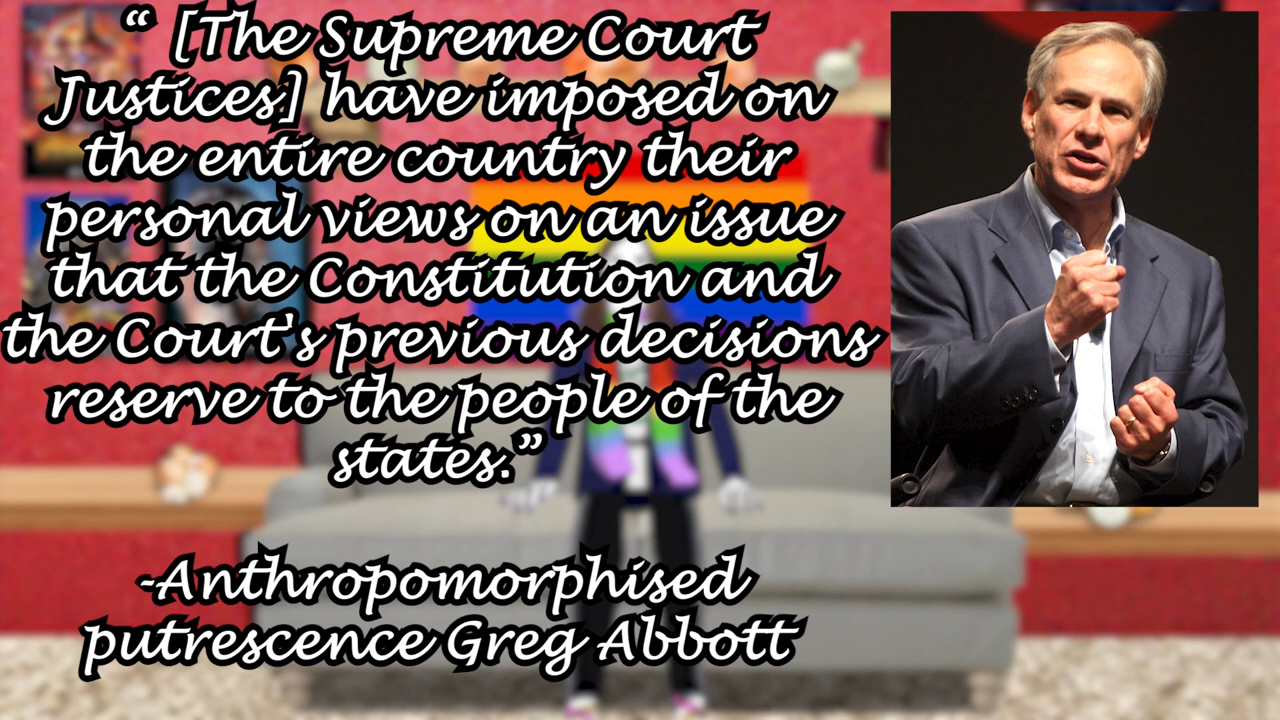 “ [The Supreme Court
Justices] have imposed on
the entire country their
personal views on an issue
that the Constitution and
the Court's previous decisions
reserve to the people of the
states.”
-Anthropomorphised
putrescence Greg Abbott